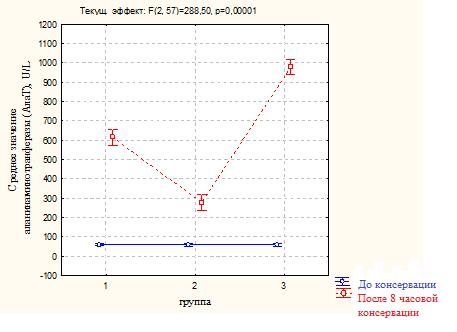 Текущ. эффект: F(2, 57)=288,50, p=0,00001
Среднее значение
аланинаминотранферазы (АлаТ), U/L
1200
1100
1000
900
800
700
600
500
400
300
200
100
0
-100
1 2 3
группа
До консервации
После 8 часовой
консервации